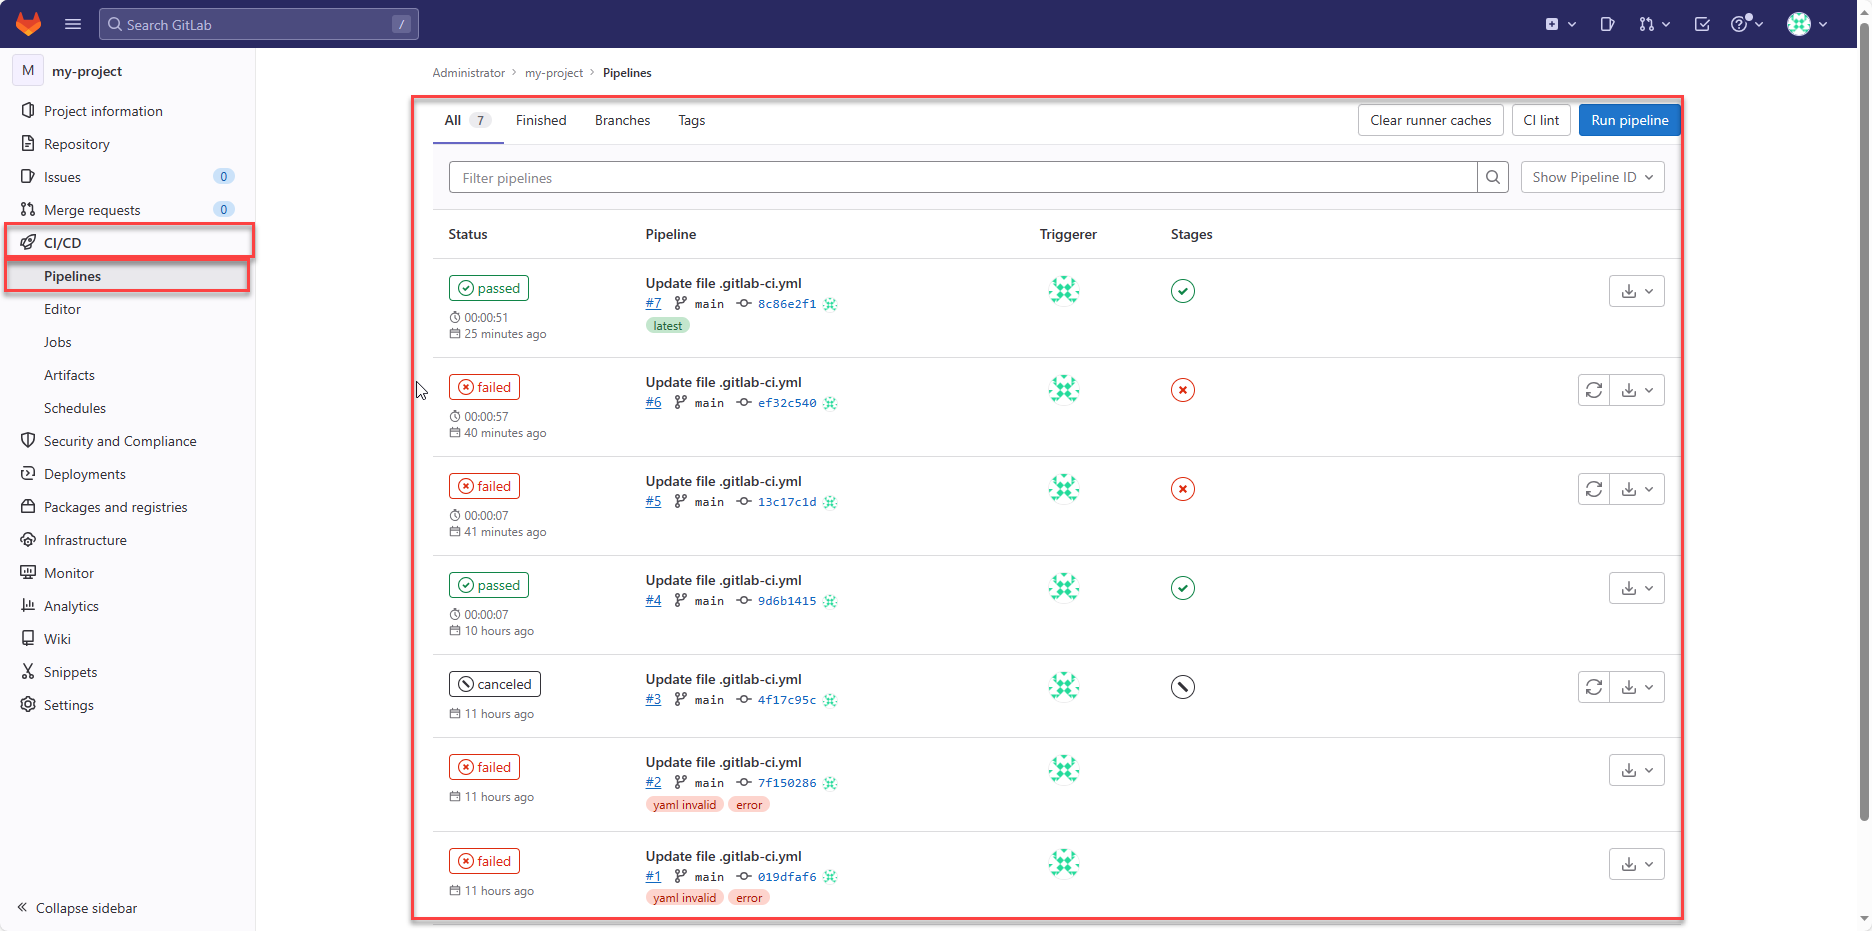 Search GitLab /
M my-project
Project information
Repository
Issues 0
Merge requests 0
CI/CD
Pipelines
Editor
Jobs
Artifacts
Schedules
Security and Compliance
Deployments
Packages and registries
Infrastructure
Monitor
Analytics
Wiki
Snippets
Settings
Collapse sidebar
Administrator my-project Pipelines
All 7 Finished Branches Tags Clear runner caches CI lint Run pipeline
Filter pipelines Show Pipeline ID
Status Pipeline Triggerer Stages
passed Update file .gitlab-ci.yml
#7 main 8c86e2f1
00:00:51 latest
25 minutes ago
failed Update file .gitlab-ci.yml
#6 main ef32c540
00:00:57
40 minutes ago
failed Update file .gitlab-ci.yml
#5 main 13c17c1d
00:00:07
41 minutes ago
passed Update file .gitlab-ci.yml
#4 main 9d6b1415
00:00:07
10 hours ago
canceled Update file .gitlab-ci.yml
#3 main 4f17c95c
11 hours ago
failed Update file .gitlab-ci.yml
#2 main 7f150286
11 hours ago yaml invalid error
failed Update file .gitlab-ci.yml
#1 main 019dfaf6
11 hours ago yaml invalid error